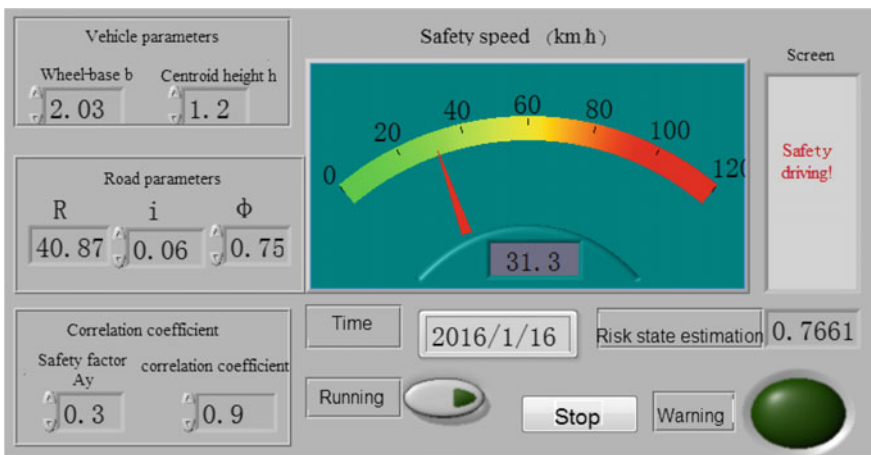 Vehicle parameters
Wheel-base b Centroid height h
2.03 1.2
Road parameters
R i Φ
40.87 0.06 0.75
Correlation coefficient
Safety factor Ay correlation coefficient
0.3 0.9
Safety speed (km/h)
0 20 40 60 80 100 120
31.3
Screen
Safety
driving!
Time 2016/1/16 Risk state estimation 0.7661
Running Stop Warning